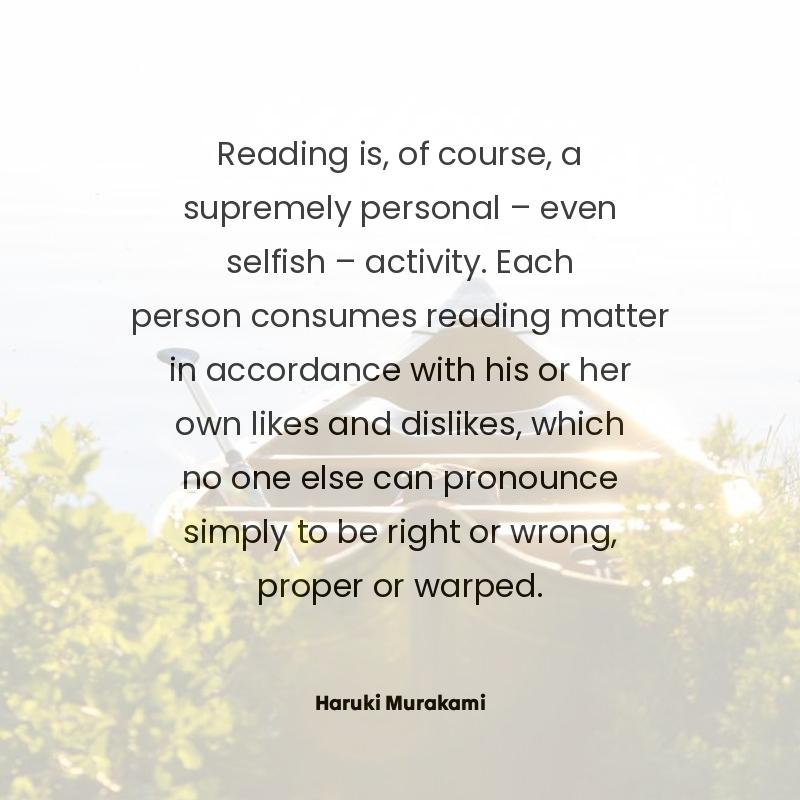 Reading is, of course, a
supremely personal – even
selfish – activity. Each
person consumes reading matter
in accordance with his or her
own likes and dislikes, which
no one else can pronounce
simply to be right or wrong,
proper or warped.
Haruki Murakami